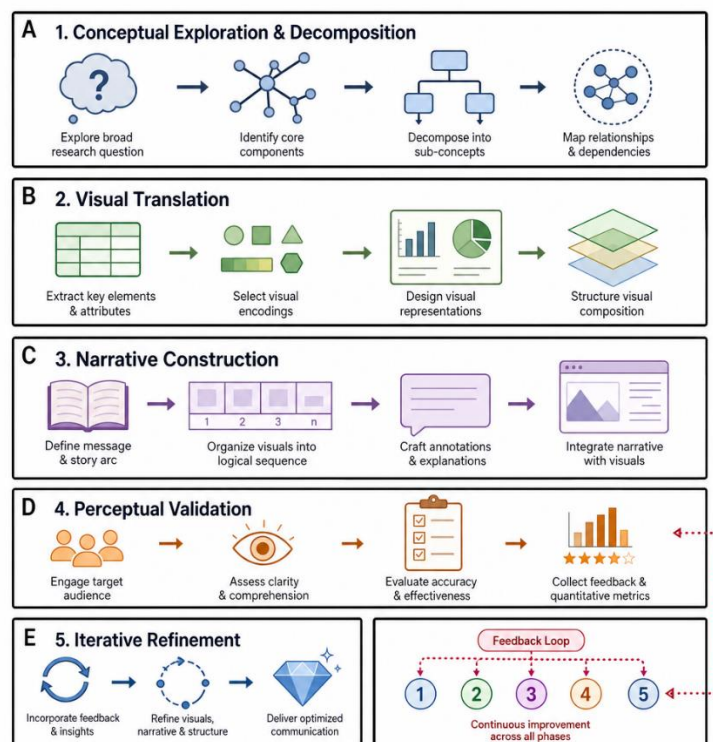 A 1. Conceptual Exploration & Decomposition
?
Explore broad
research question
Identify core
components
Decompose into
sub-concepts
Map relationships
& dependencies
B 2. Visual Translation
Extract key elements
& attributes
Select visual
encodings
Design visual
representations
Structure visual
composition
C 3. Narrative Construction
1 2 3 n
Define message
& story arc
Organize visuals into
logical sequence
Craft annotations
& explanations
Integrate narrative
with visuals
D 4. Perceptual Validation
Engage target
audience
Assess clarity
& comprehension
Evaluate accuracy
& effectiveness
Collect feedback &
quantitative metrics
E 5. Iterative Refinement
Incorporate feedback
& insights
Refine visuals,
narrative & structure
Deliver optimized
communication
Feedback Loop
1 2 3 4 5
Continuous improvement
across all phases